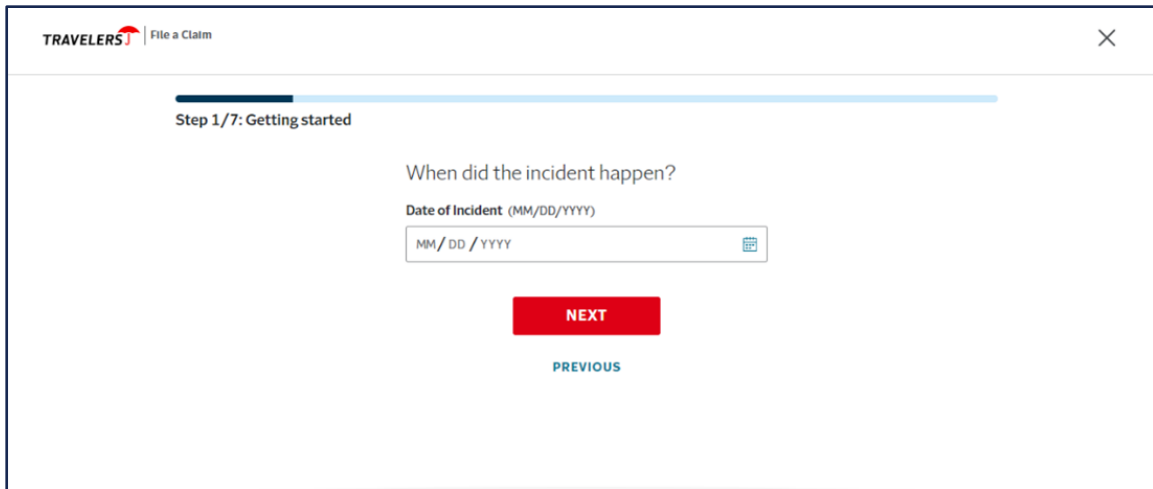 TRAVELERS File a Claim
Step 1/7: Getting started
When did the incident happen?
Date of Incident (MM/DD/YYYY)
MM/ DD / YYYY
NEXT
PREVIOUS